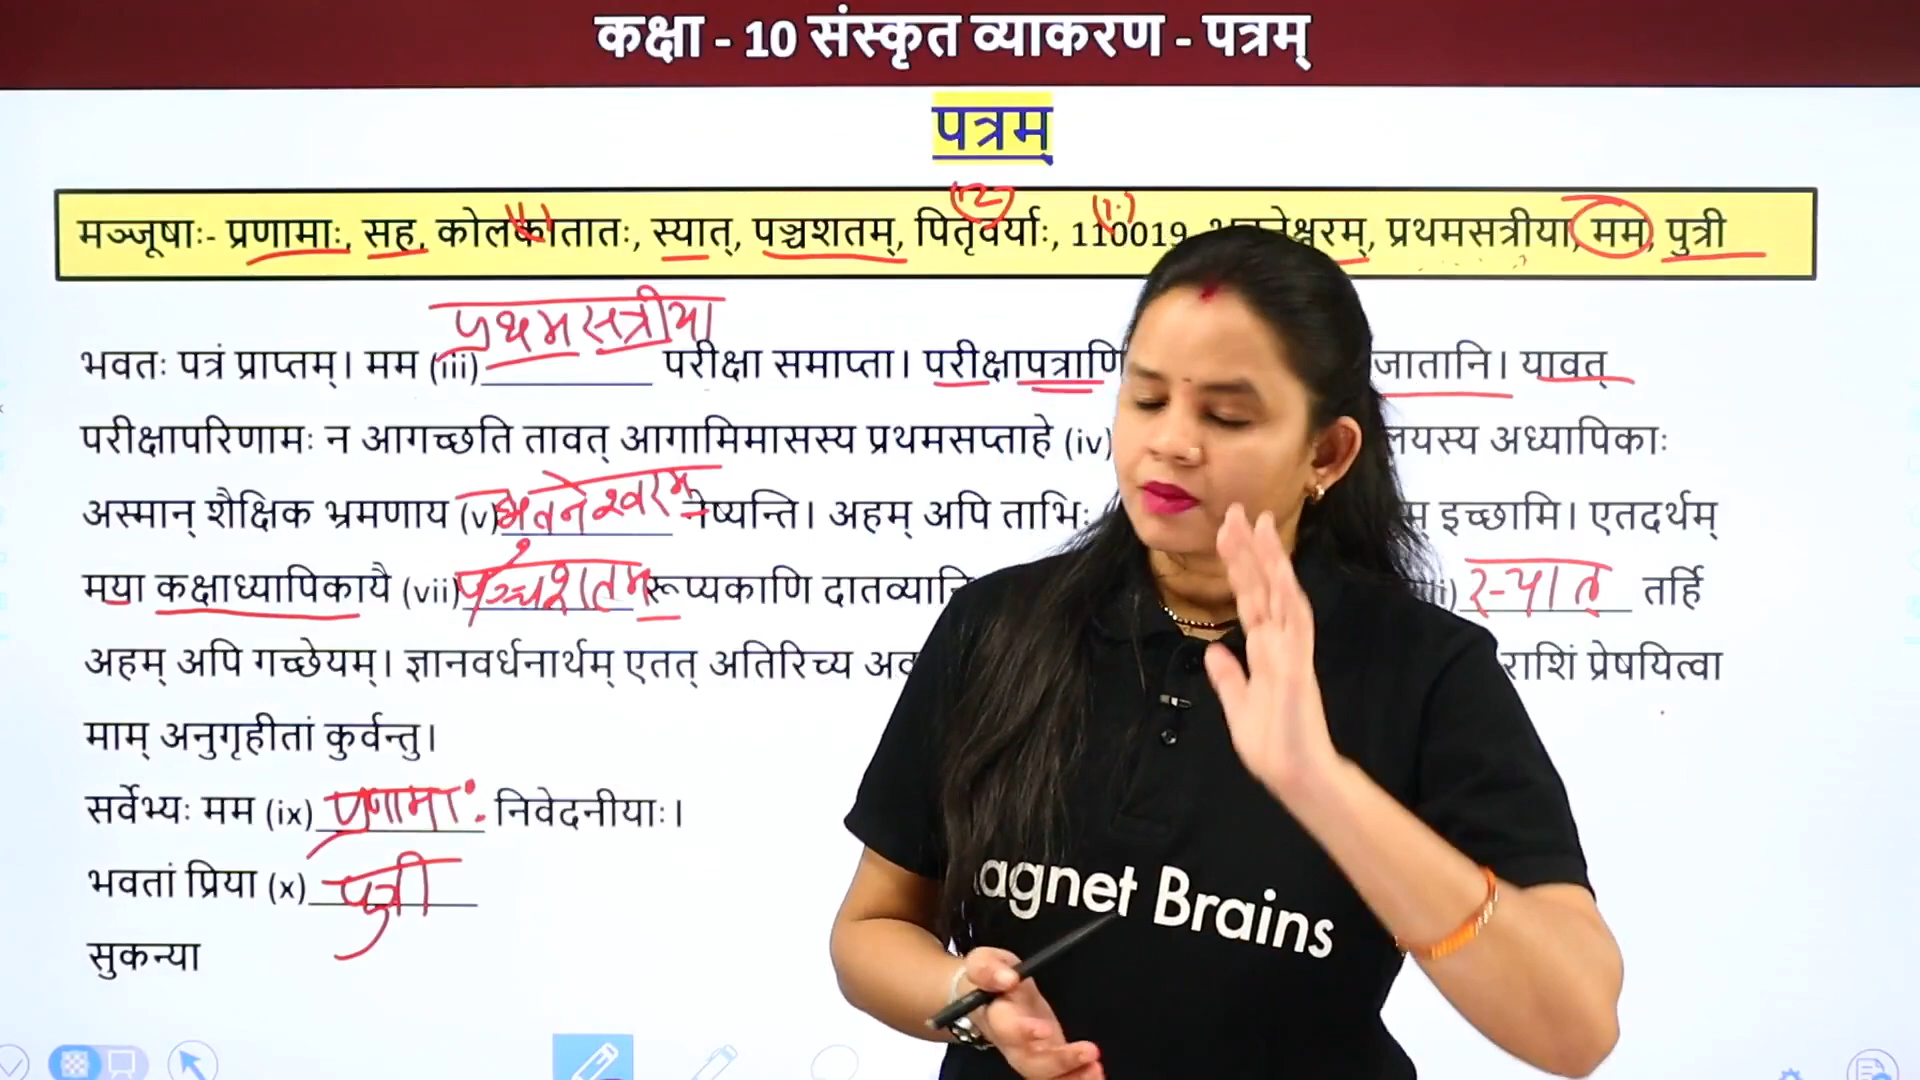 कक्षा - 10 संस्कृत व्याकरण - पत्रम्
पत्रम्
मञ्जूषाः- प्रणामाः, सह, कोलकातातः, स्यात्, पञ्चशतम्, पितृवर्याः, 110019, प्रथमसत्रीया, मम, पुत्री
प्रथमसत्रीया
भवतः पत्रं प्राप्तम्। मम (iii) परीक्षा समाप्ता। परीक्षापत्राणि जातानि। यावत्
परीक्षापरिणामः न आगच्छति तावत् आगामिमासस्य प्रथमसप्ताहे (iv) अध्यापिकाः
अस्मान् शैक्षिक भ्रमणाय (v) भुवनेश्वरम् नेष्यन्ति। अहम् अपि ताभिः इच्छामि। एतदर्थम्
मया कक्षाध्यापिकायै (vii) पञ्चशतम् रूप्यकाणि स्यात् तर्हि
अहम् अपि गच्छेयम्। ज्ञानवर्धनार्थम् एतत् अतिरिच्य राशिं प्रेषयित्वा
माम् अनुगृहीतां कुर्वन्तु।
सर्वेभ्यः मम (ix) प्रणामाः निवेदनीयाः।
भवतां प्रिया (x) पुत्री
सुकन्या
agnet Brains